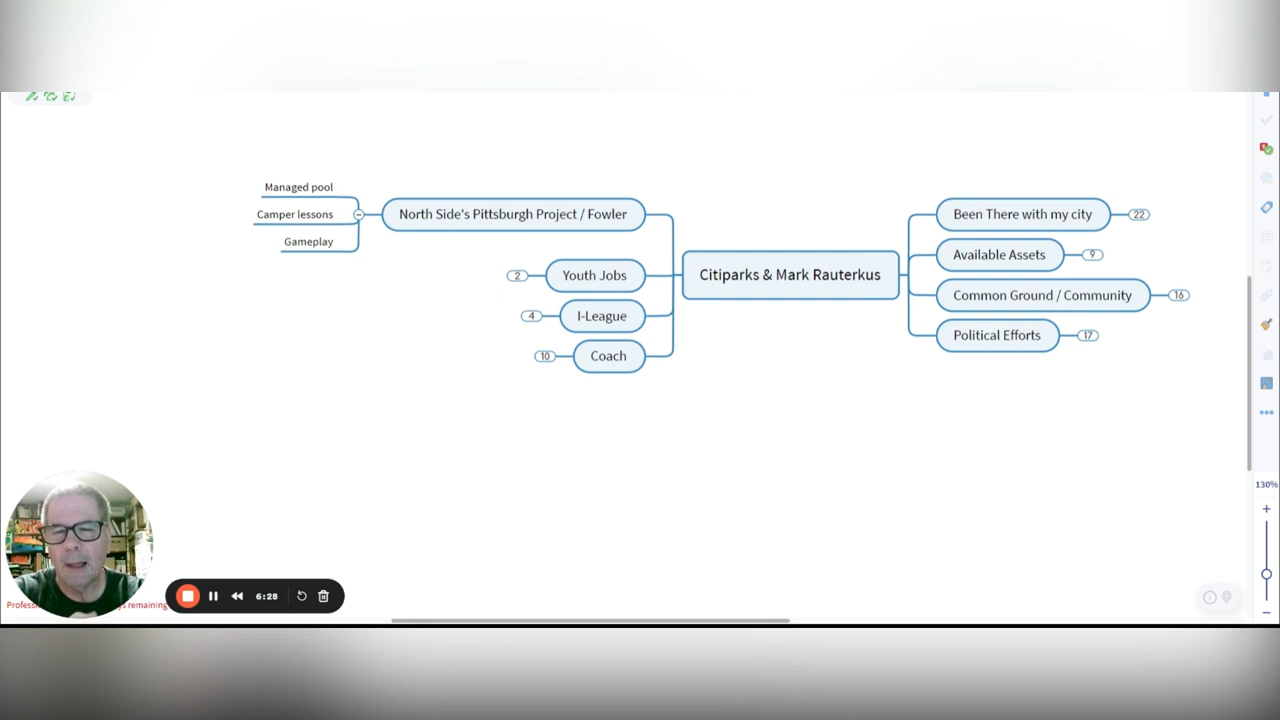 Managed pool
Camper lessons
Gameplay
North Side's Pittsburgh Project / Fowler
2
Youth Jobs
4
I-League
10
Coach
Citiparks & Mark Rauterkus
Been There with my city
22
Available Assets
9
Common Ground / Community
16
Political Efforts
17
130%
6:28
remaining